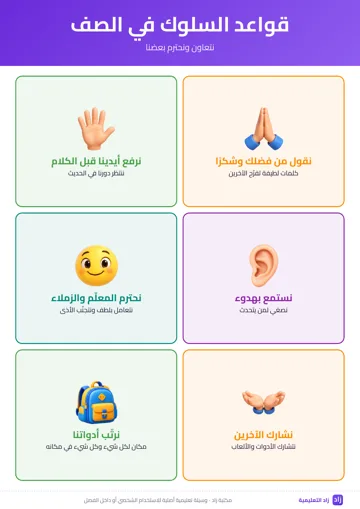 قواعد السلوك في الصف
نتعاون ونحترم بعضنا
نقول من فضلك وشكرًا
كلمات لطيفة تفرّح الآخرين
نرفع أيدينا قبل الكلام
ننتظر دورنا في الحديث
نستمع بهدوء
نصغي لمن يتحدث
نحترم المعلّم والزملاء
نتعامل بلطف ونتجنّب الأذى
نشارك الآخرين
نتشارك الأدوات والألعاب
نرتّب أدواتنا
مكان لكل شيء وكل شيء في مكانه
زاد
زاد التعليمية
مكتبة زاد - وسيلة تعليمية أصلية للاستخدام الشخصي أو داخل الفصل